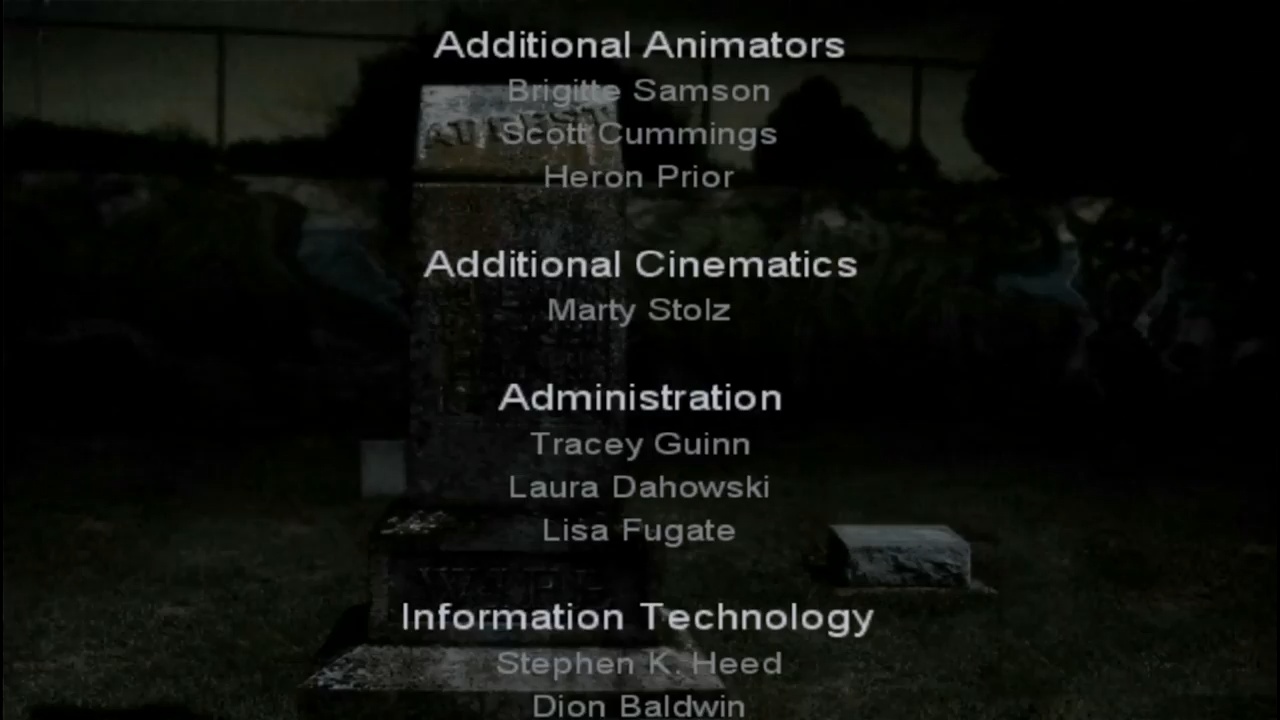 Additional Animators
Brigitte Samson
Scott Cummings
Heron Prior
Additional Cinematics
Marty Stolz
Administration
Tracey Guinn
Laura Dahowski
Lisa Fugate
Information Technology
Stephen K. Heed
Dion Baldwin